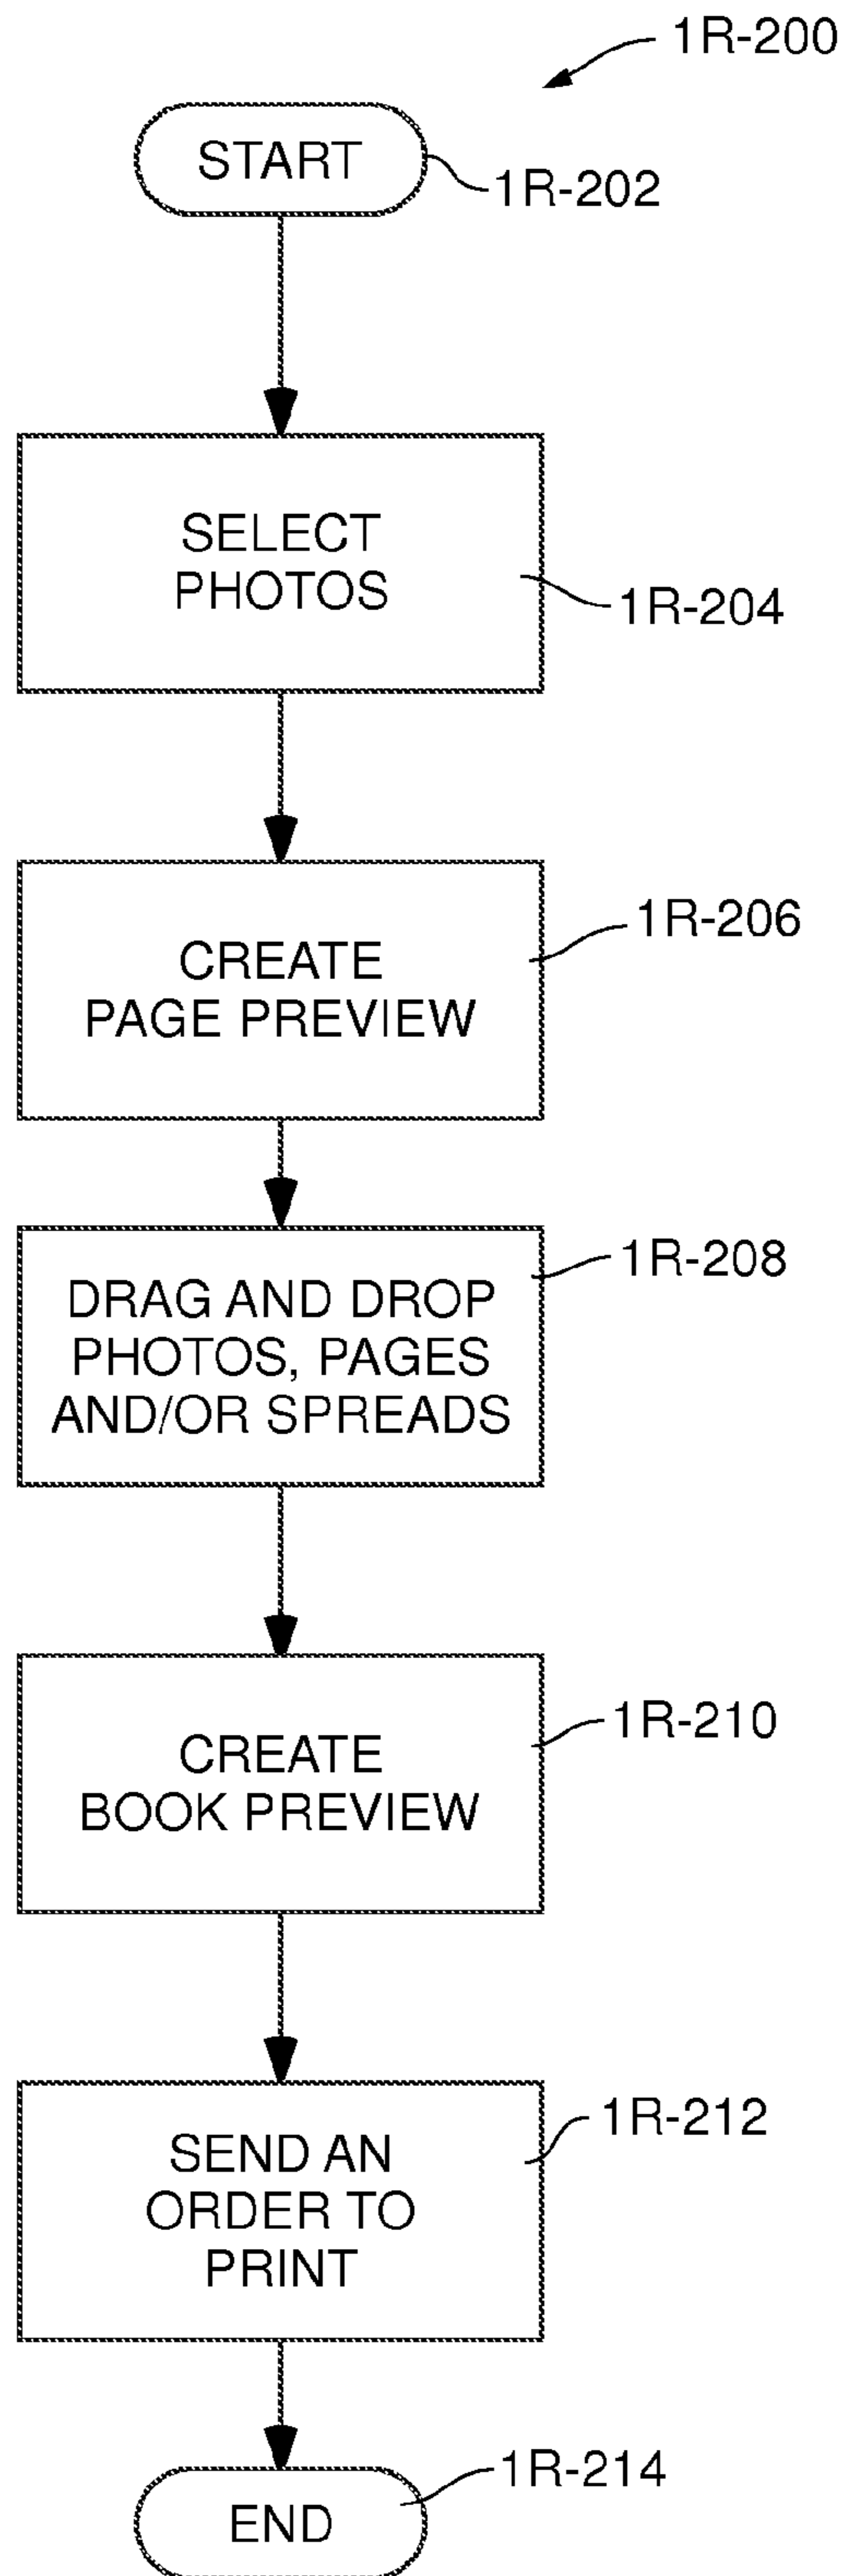 1R-200
START
1R-202
SELECT
PHOTOS
1R-204
1R-206
CREATE
PAGE PREVIEW
1R-208
DRAG AND DROP
PHOTOS, PAGES
AND/OR SPREADS
1R-210
CREATE
BOOK PREVIEW
1R-212
SEND AN
ORDER TO
PRINT
1R-214
END